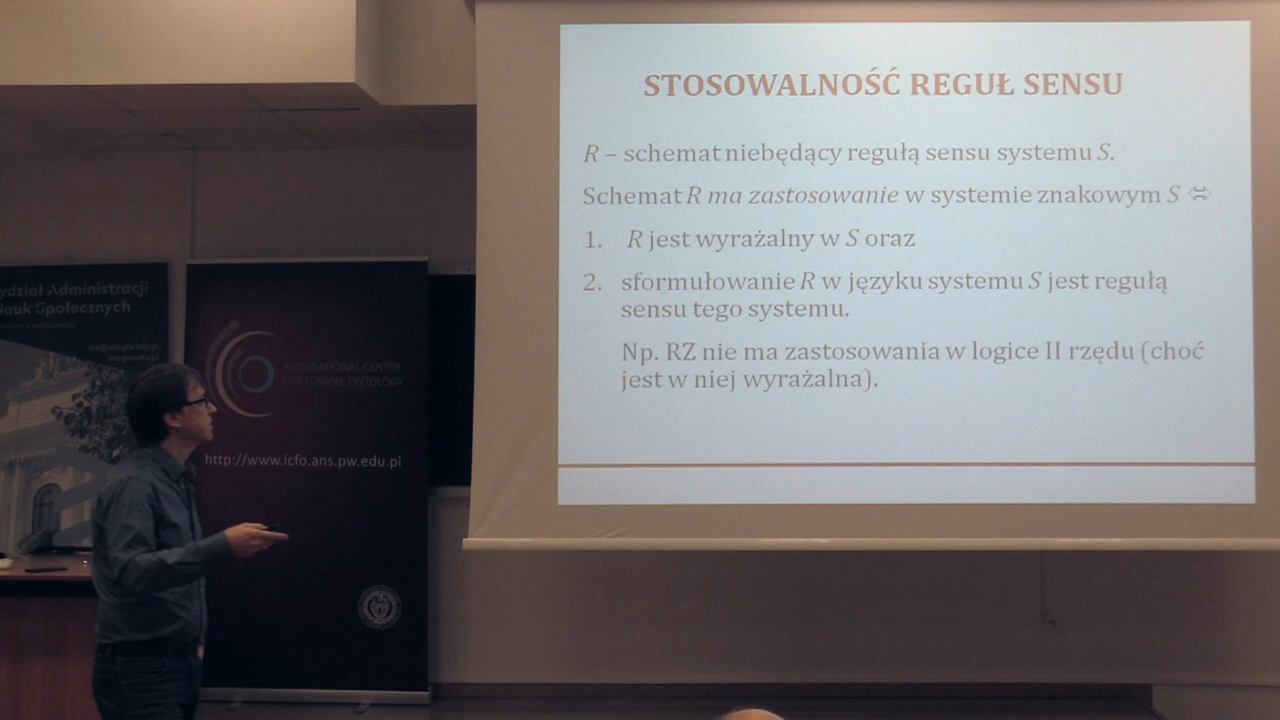 STOSOWALNOŚĆ REGUŁ SENSU
R – schemat niebędący regułą sensu systemu S.
Schemat R ma zastosowanie w systemie znakowym S ⇔
1. R jest wyrażalny w S oraz
2. sformułowanie R w języku systemu S jest regułą
sensu tego systemu.
Np. RZ nie ma zastosowania w logice II rzędu (choć
jest w niej wyrażalna).
ydział Administracji
Nauk Społecznych
INTERNATIONAL CENTER
FOR FORMAL ONTOLOGY
http://www.icfo.ans.pw.edu.pl